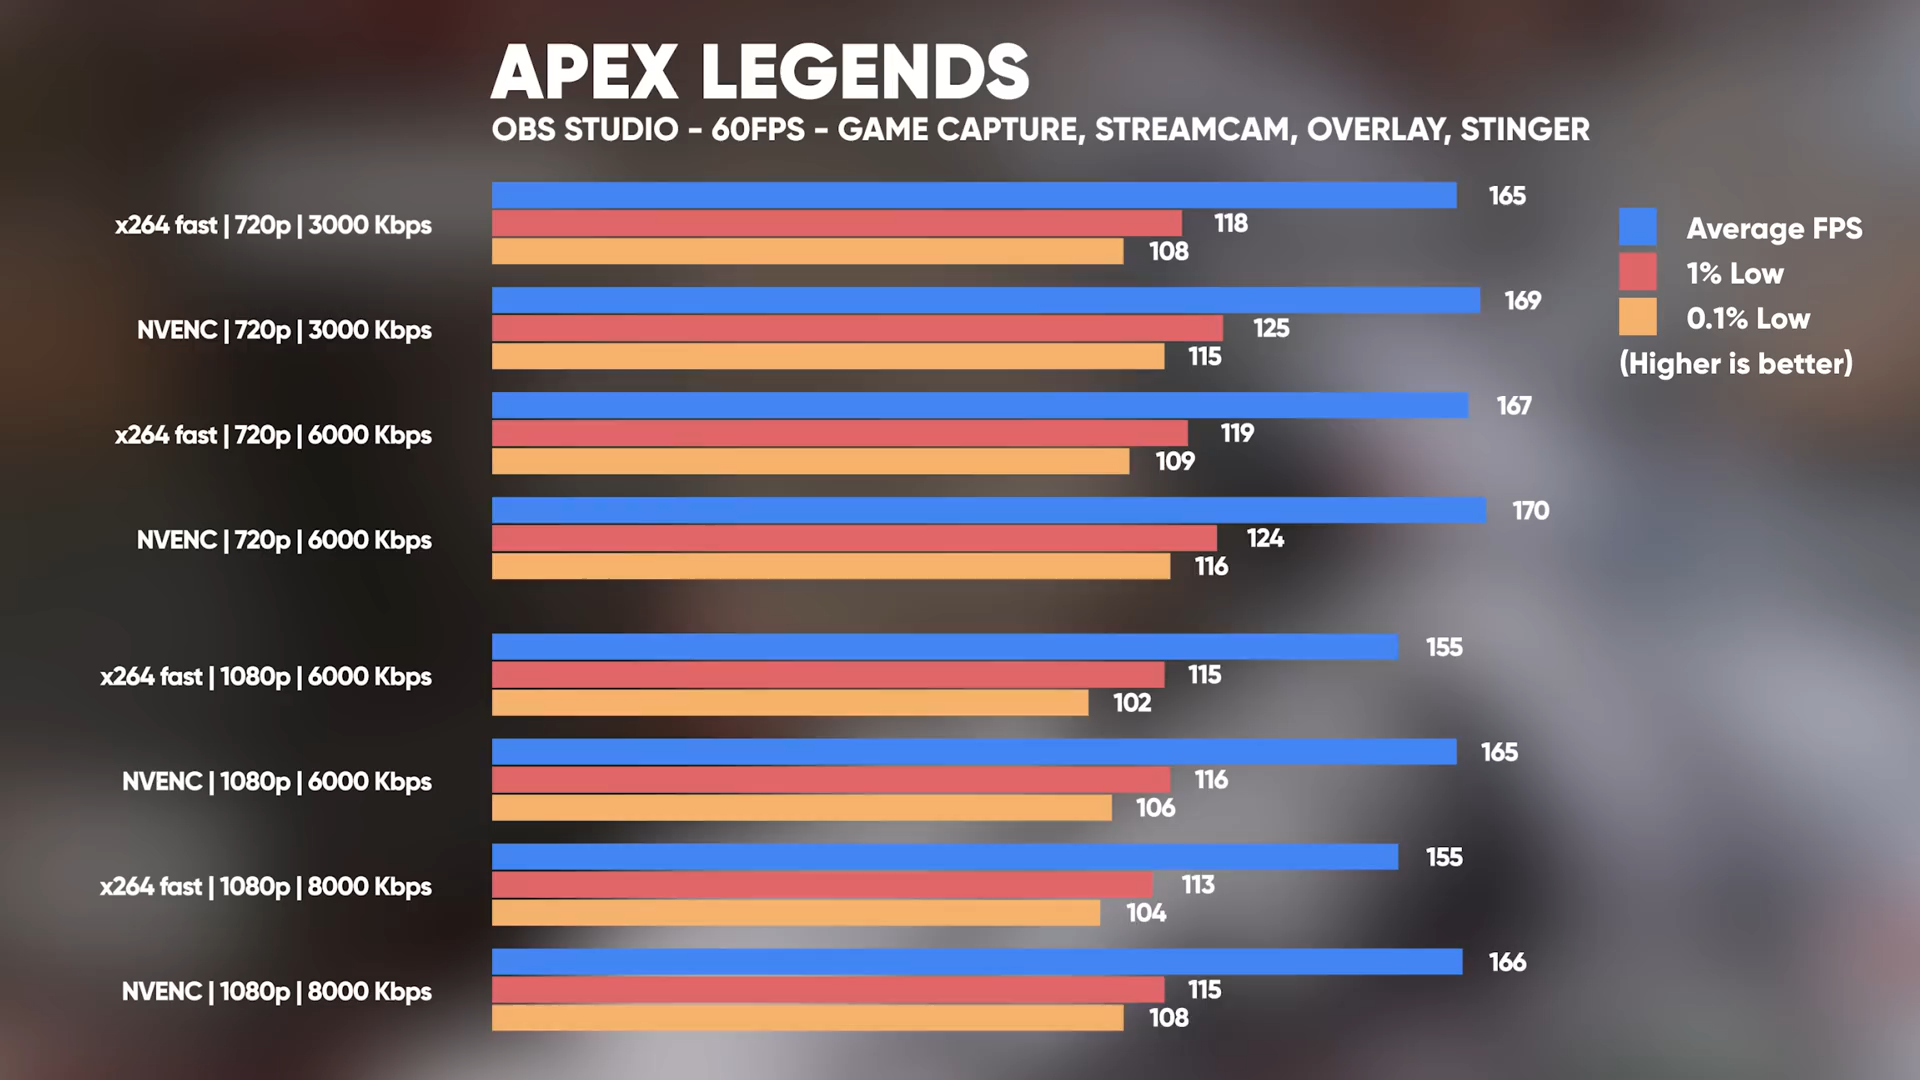 APEX LEGENDS
OBS STUDIO - 60FPS - GAME CAPTURE, STREAMCAM, OVERLAY, STINGER
x264 fast | 720p | 3000 Kbps
165
118
108
NVENC | 720p | 3000 Kbps
169
125
115
x264 fast | 720p | 6000 Kbps
167
119
109
NVENC | 720p | 6000 Kbps
170
124
116
x264 fast | 1080p | 6000 Kbps
155
115
102
NVENC | 1080p | 6000 Kbps
165
116
106
x264 fast | 1080p | 8000 Kbps
155
113
104
NVENC | 1080p | 8000 Kbps
166
115
108
Average FPS
1% Low
0.1% Low
(Higher is better)